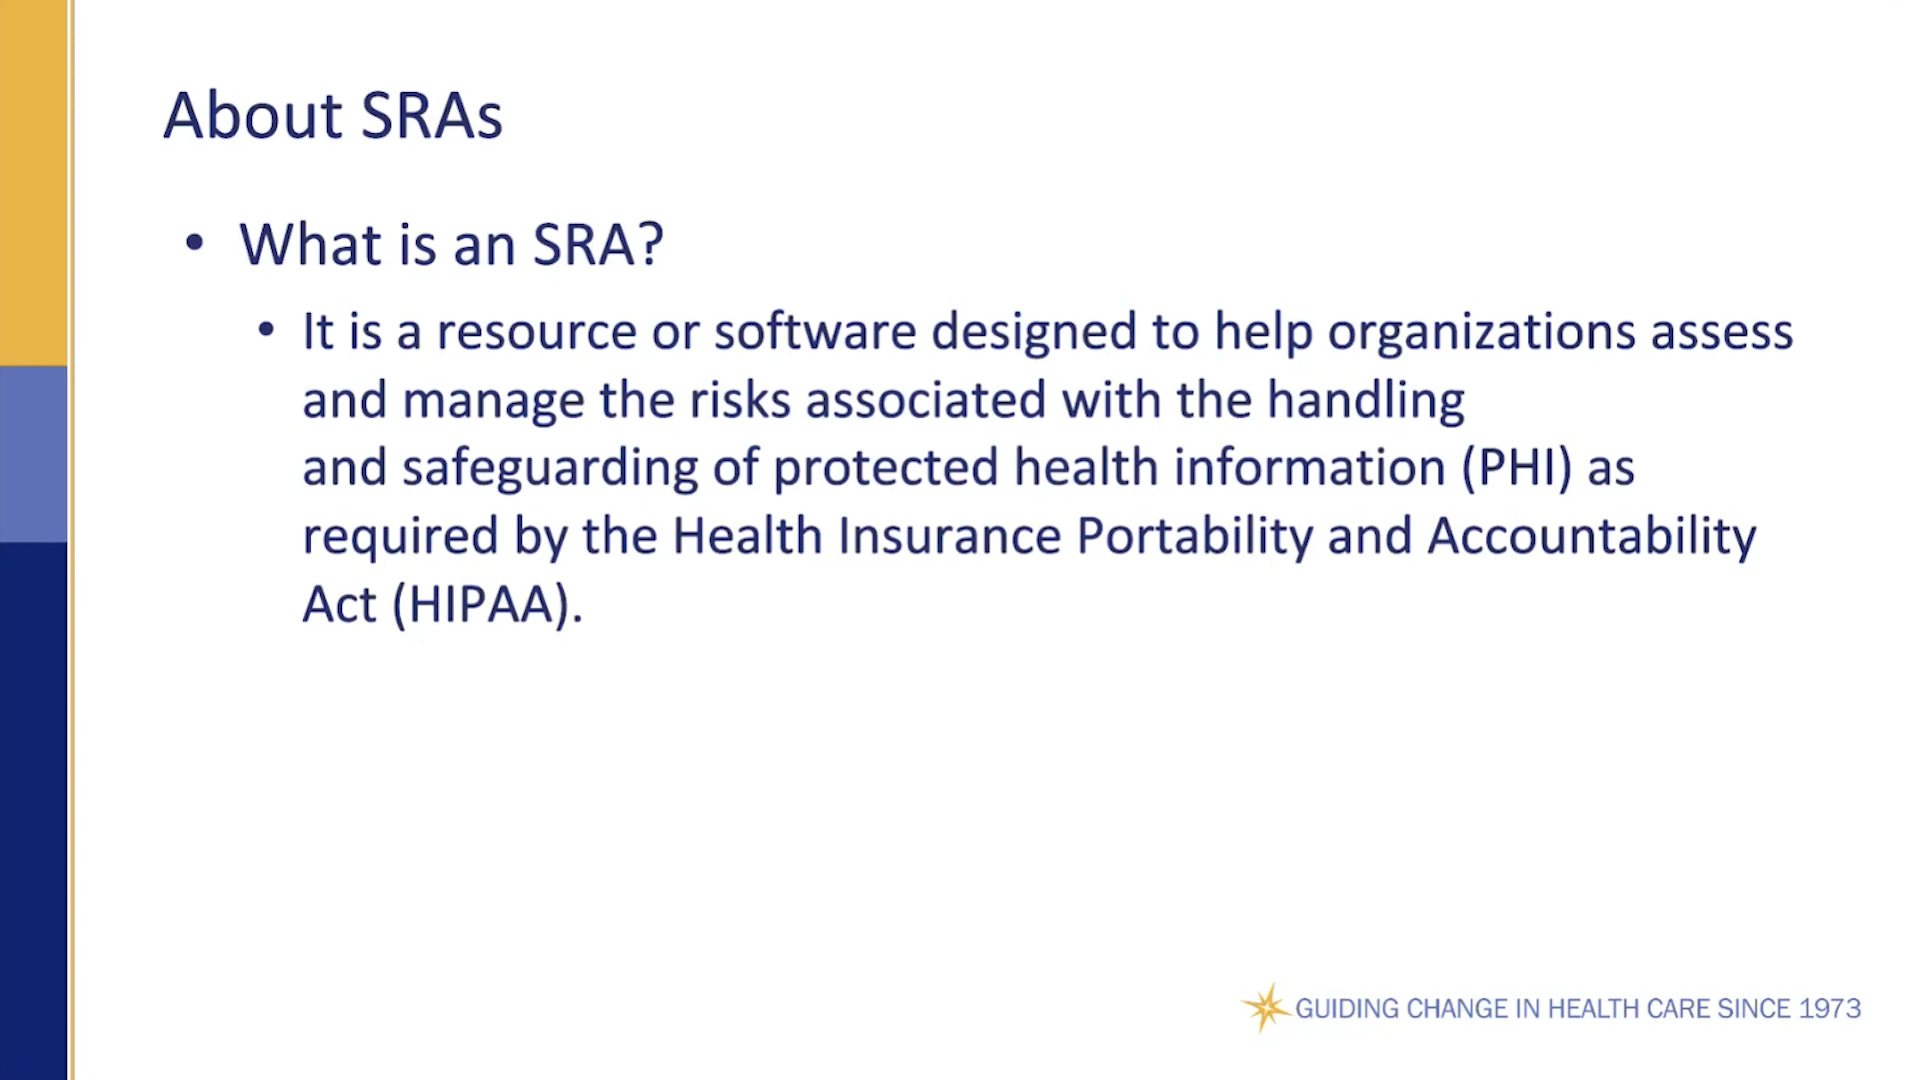 About SRAs
• What is an SRA?
• It is a resource or software designed to help organizations assess
and manage the risks associated with the handling
and safeguarding of protected health information (PHI) as
required by the Health Insurance Portability and Accountability
Act (HIPAA).
GUIDING CHANGE IN HEALTH CARE SINCE 1973